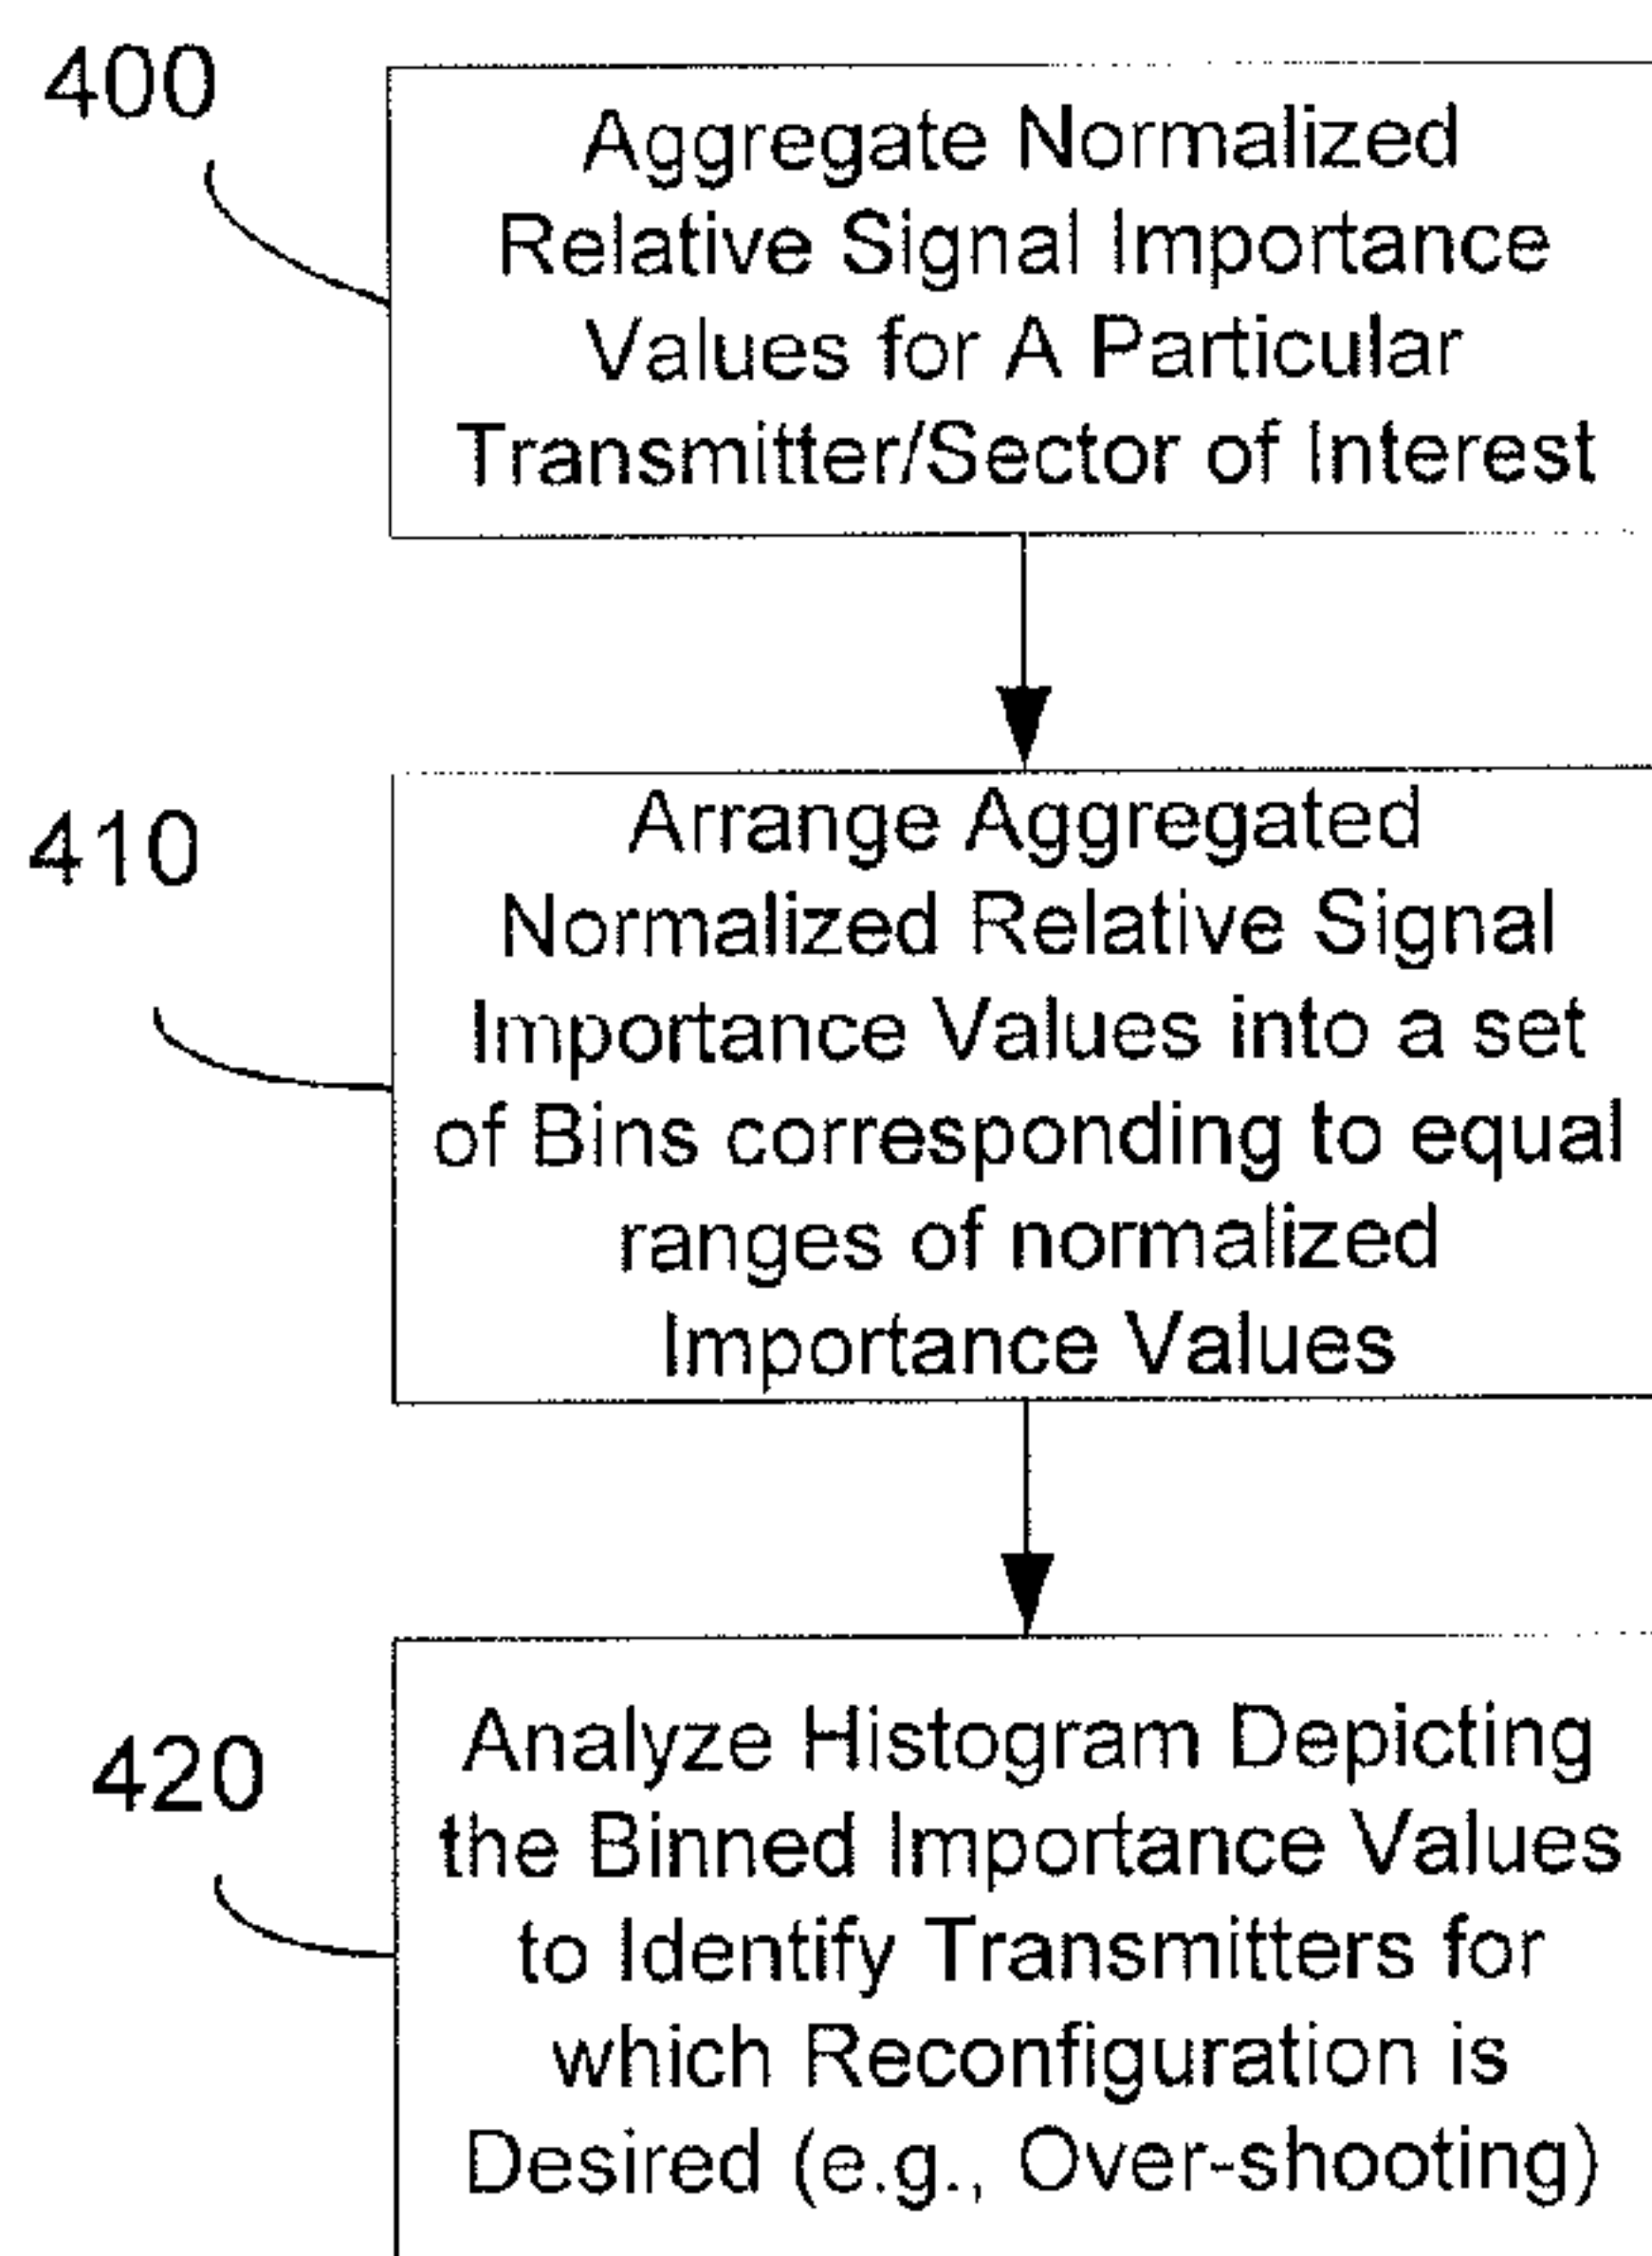 400
Aggregate Normalized
Relative Signal Importance
Values for A Particular
Transmitter/Sector of Interest
410
Arrange Aggregated
Normalized Relative Signal
Importance Values into a set
of Bins corresponding to equal
ranges of normalized
Importance Values
420
Analyze Histogram Depicting
the Binned Importance Values
to Identify Transmitters for
which Reconfiguration is
Desired (e.g., Over-shooting)